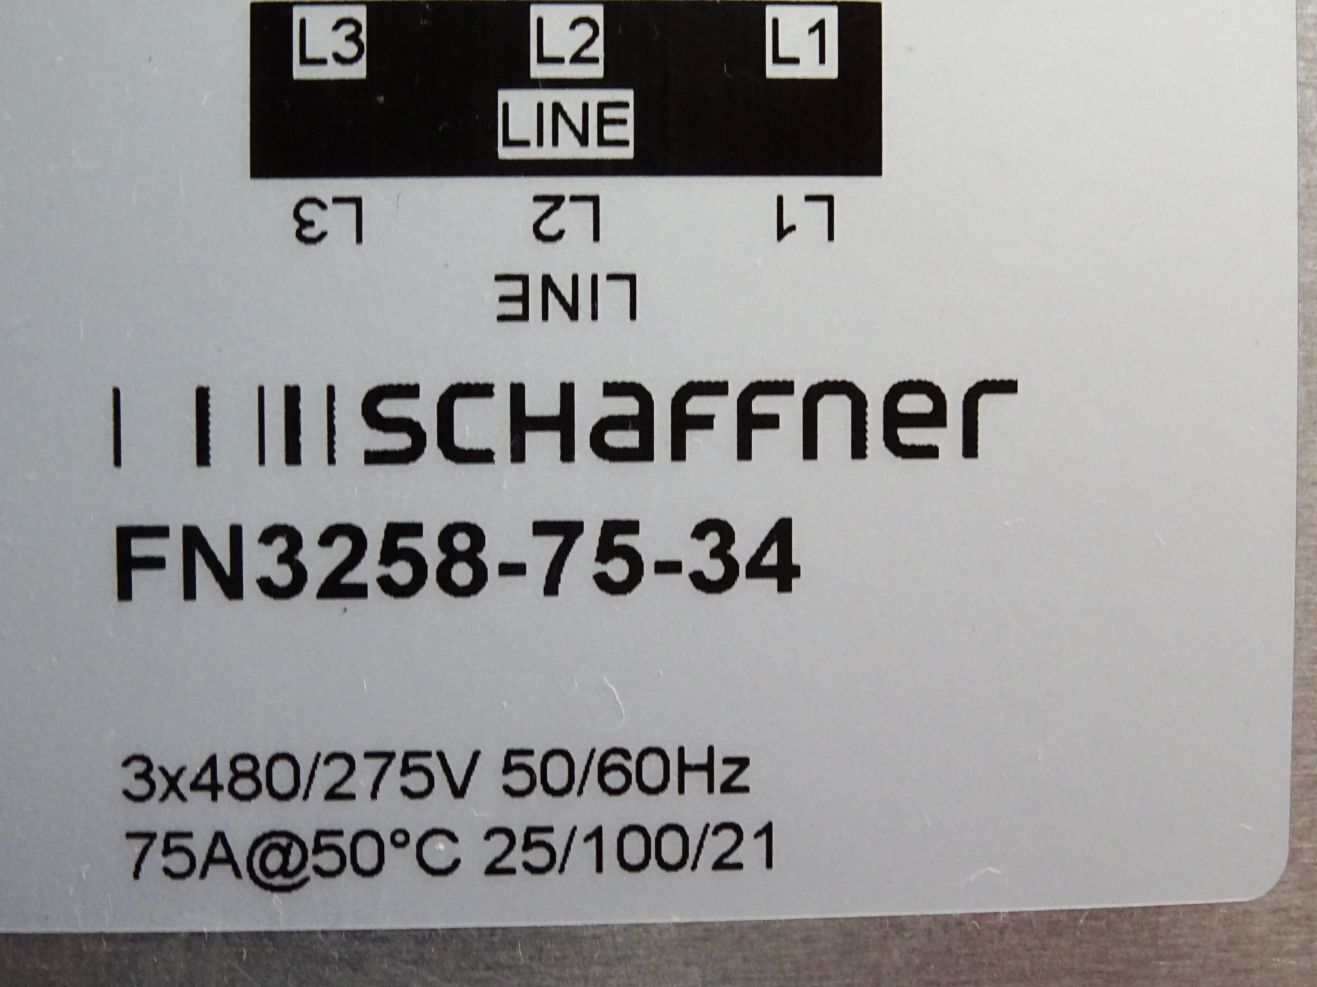 L3 L2 L1
LINE
L3 L2 L1
LINE
SCHaFFner
FN3258-75-34
3x480/275V 50/60Hz
75A@50°C 25/100/21